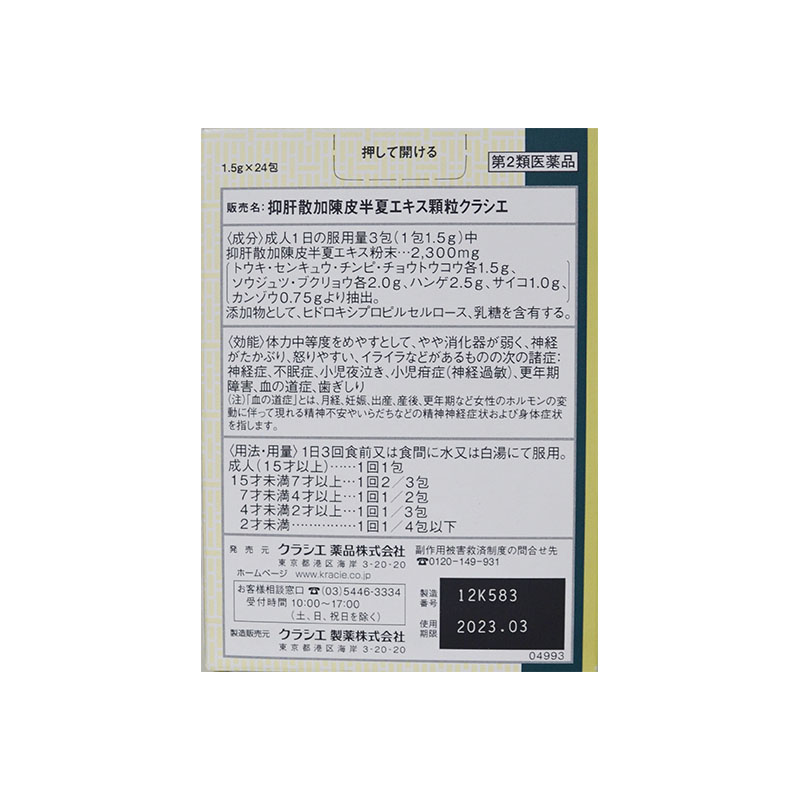 押して開ける
1.5g×24包
第2類医薬品
販売名：抑肝散加陳皮半夏エキス顆粒クラシエ
〈成分〉成人1日の服用量3包（1包1.5g）中
抑肝散加陳皮半夏エキス粉末…2,300mg
（トウキ・センキュウ・チンピ・チョウトウコウ各1.5g、
ソウジュツ・ブクリョウ各2.0g、ハンゲ2.5g、サイコ1.0g、
カンゾウ0.75gより抽出。）
添加物として、ヒドロキシプロピルセルロース、乳糖を含有する。
〈効能〉体力中等度をめやすとして、やや消化器が弱く、神経
がたかぶり、怒りやすい、イライラなどがあるものの次の諸症：
神経症、不眠症、小児夜泣き、小児疳症（神経過敏）、更年期
障害、血の道症、歯ぎしり
（注）「血の道症」とは、月経、妊娠、出産、産後、更年期など女性のホルモンの変
動に伴って現れる精神不安やいらだちなどの精神神経症状および身体症状
を指します。
〈用法・用量〉1日3回食前又は食間に水又は白湯にて服用。
成人（15才以上）……1回1包
15才未満7才以上…1回2／3包
7才未満4才以上…1回1／2包
4才未満2才以上…1回1／3包
2才未満……………1回1／4包以下
発売元 クラシエ薬品株式会社
東京都港区海岸3-20-20
ホームページ www.kracie.co.jp
お客様相談窓口 ☎(03)5446-3334
受付時間 10:00〜17:00
（土、日、祝日を除く）
製造販売元 クラシエ製薬株式会社
東京都港区海岸3-20-20
副作用被害救済制度の問合せ先
☎0120-149-931
製造番号 12K583
使用期限 2023.03
04993